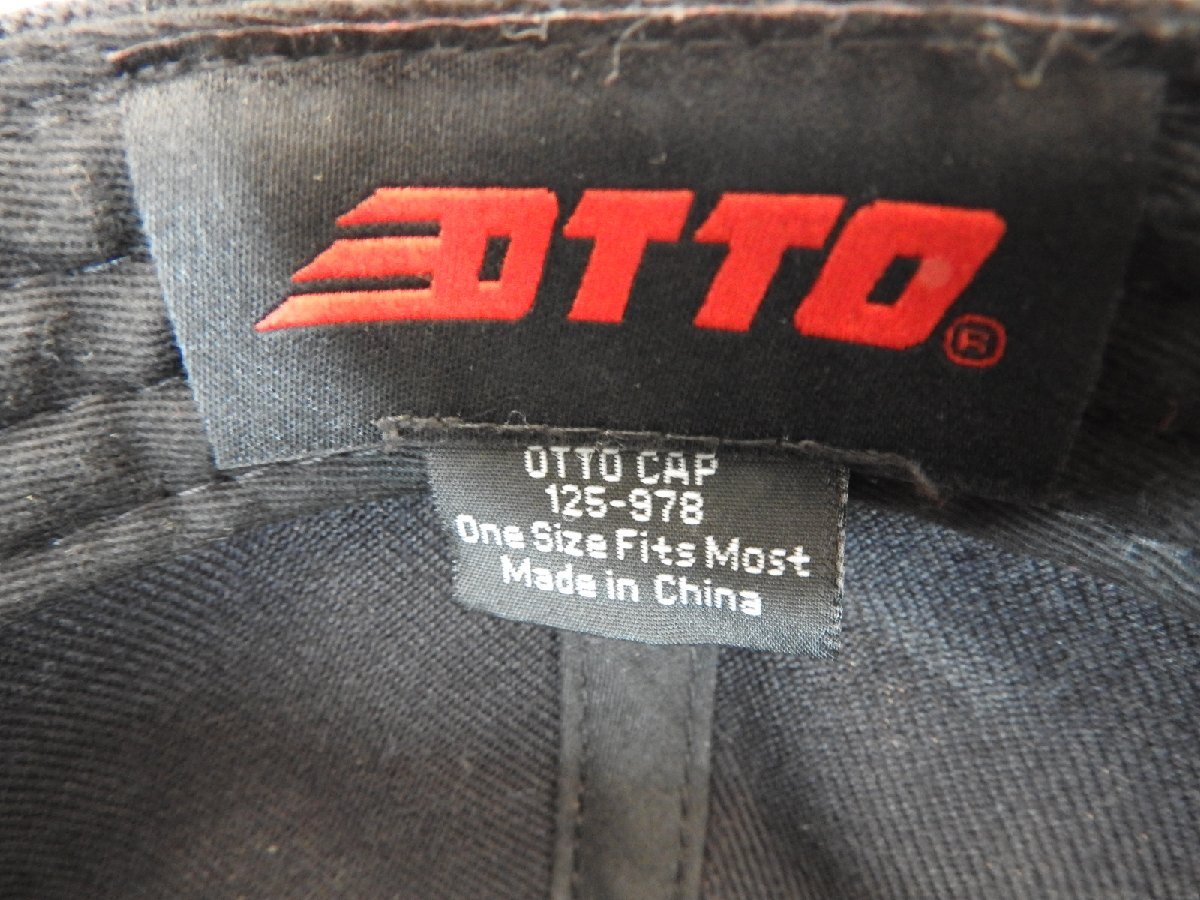 OTTO®
OTTO CAP
125-978
One Size Fits Most
Made in China